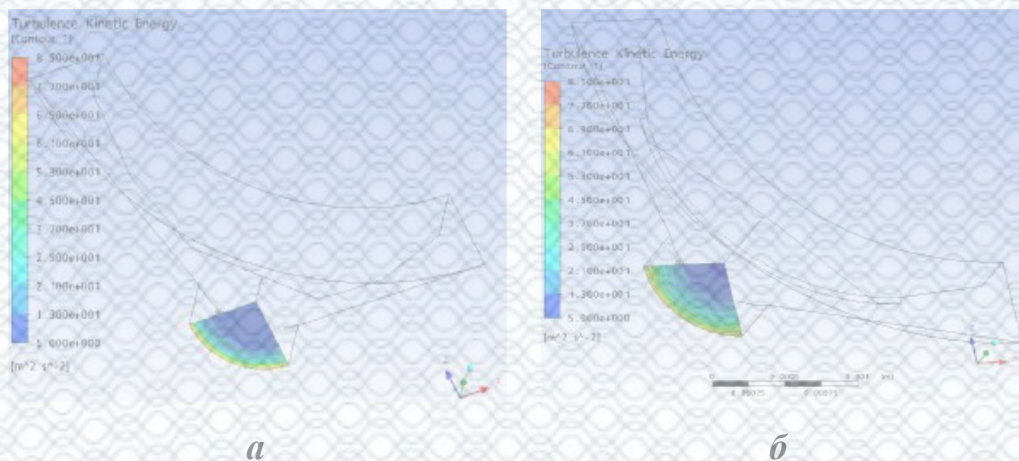 Turbulence Kinetic Energy
(Contour 1)
8.500e+001
7.700e+001
6.900e+001
6.100e+001
5.300e+001
4.500e+001
2.900e+001
2.100e+001
1.300e+001
5.000e+000
[m^2 s^-2]
а
Turbulence Kinetic Energy
(Contour 1)
8.500e+001
7.700e+001
6.900e+001
6.100e+001
5.300e+001
4.500e+001
3.700e+001
2.900e+001
2.100e+001
1.300e+001
5.000e+000
[m^2 s^-2]
0
0.001
0.00025
б